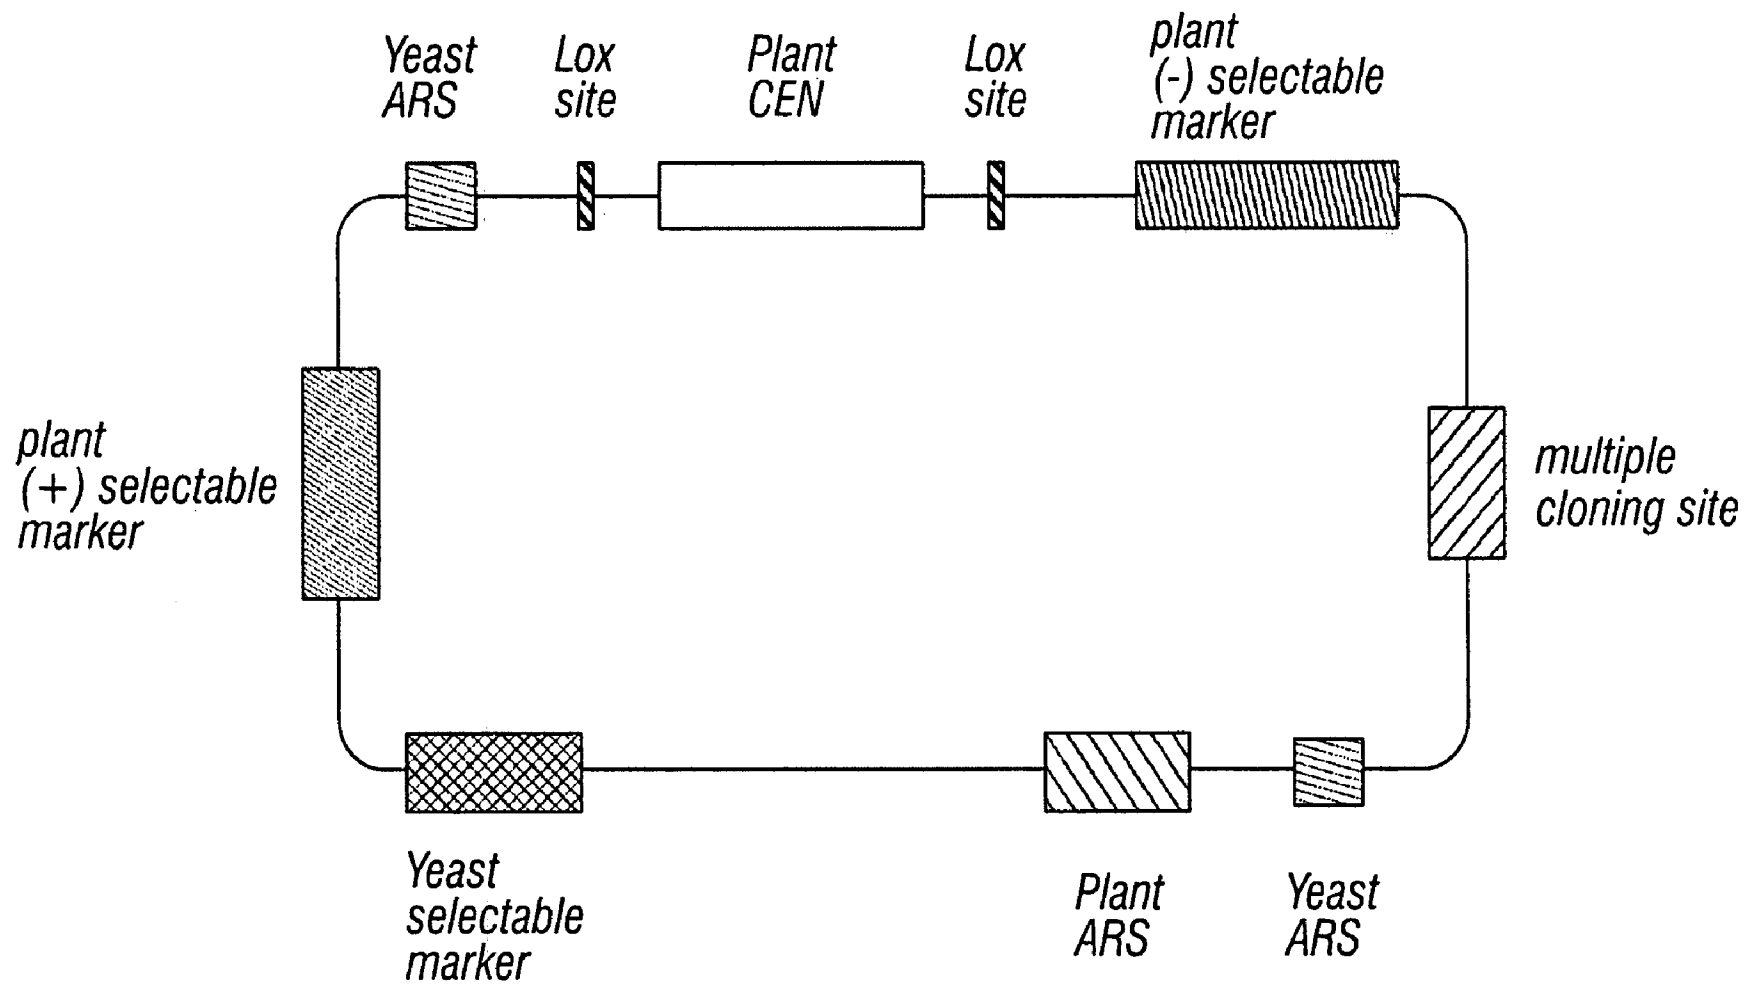 Yeast
ARS
Lox
site
Plant
CEN
Lox
site
plant
(-) selectable
marker
plant
(+) selectable
marker
multiple
cloning site
Yeast
selectable
marker
Plant
ARS
Yeast
ARS